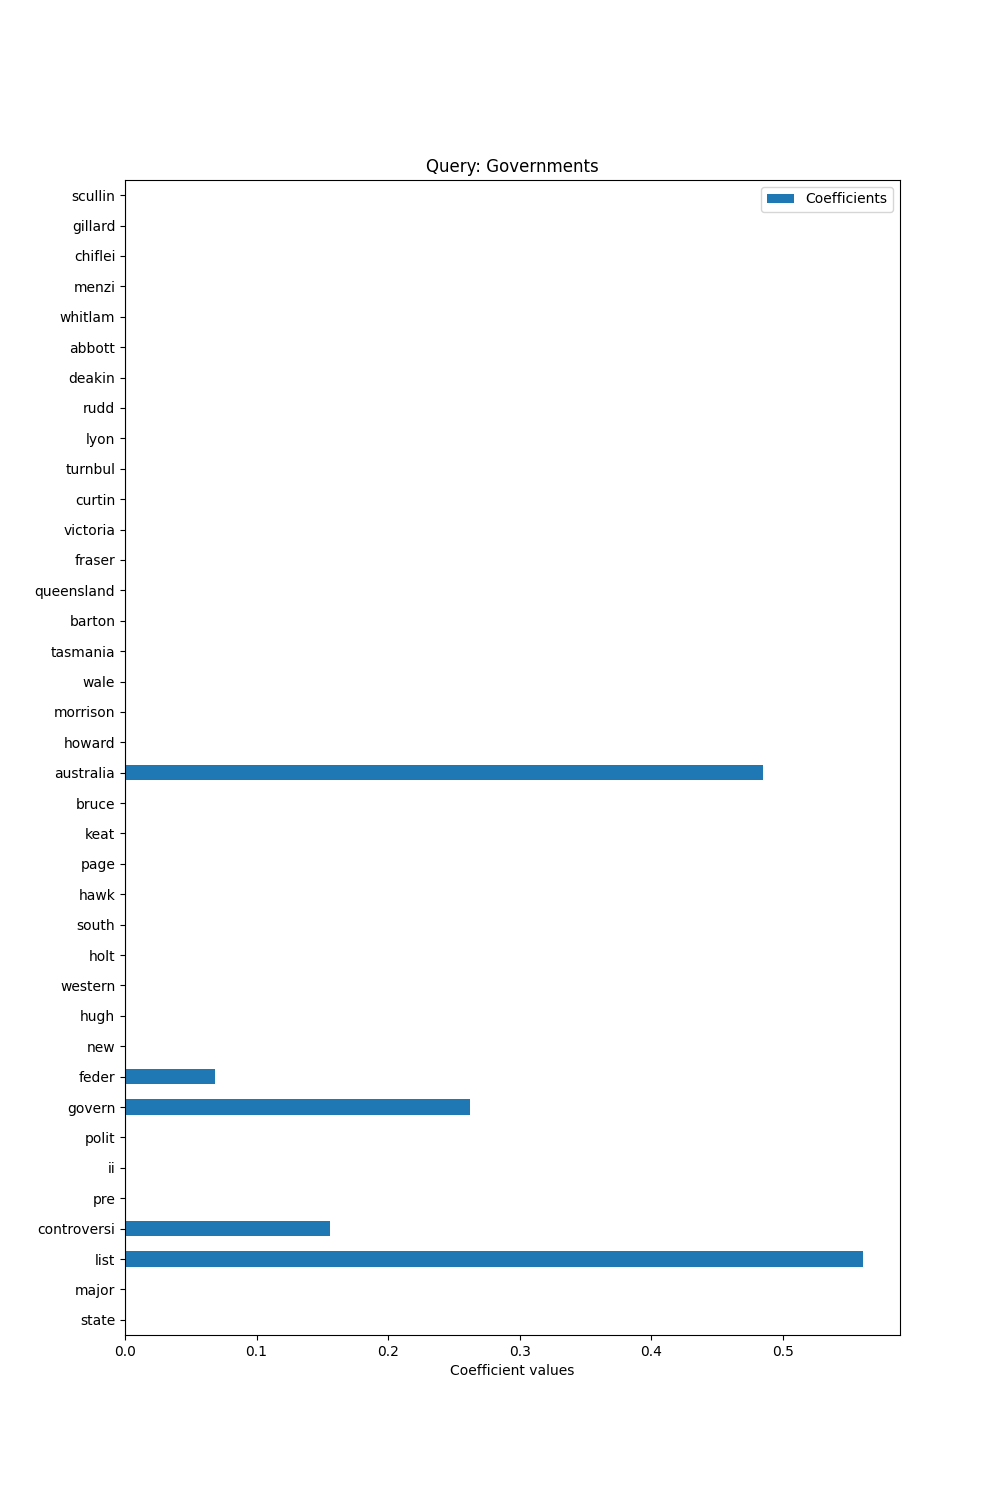 Query: Governments
Coefficients
scullin
gillard
chiflei
menzi
whitlam
abbott
deakin
rudd
lyon
turnbul
curtin
victoria
fraser
queensland
barton
tasmania
wale
morrison
howard
australia
bruce
keat
page
hawk
south
holt
western
hugh
new
feder
govern
polit
ii
pre
controversi
list
major
state
0.0 0.1 0.2 0.3 0.4 0.5
Coefficient values